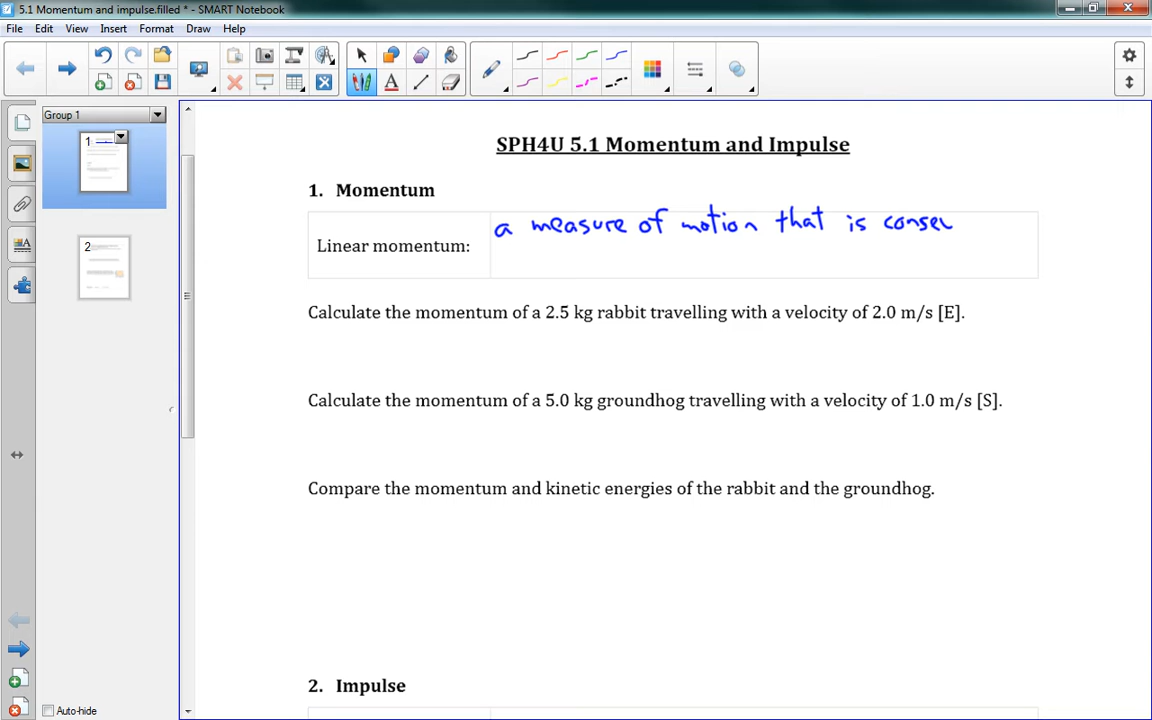 5.1 Momentum and impulse.filled * - SMART Notebook
File Edit View Insert Format Draw Help
Group 1
1
2
SPH4U 5.1 Momentum and Impulse
1. Momentum
a measure of motion that is consev
Linear momentum:
Calculate the momentum of a 2.5 kg rabbit travelling with a velocity of 2.0 m/s [E].
Calculate the momentum of a 5.0 kg groundhog travelling with a velocity of 1.0 m/s [S].
Compare the momentum and kinetic energies of the rabbit and the groundhog.
2. Impulse
Auto-hide